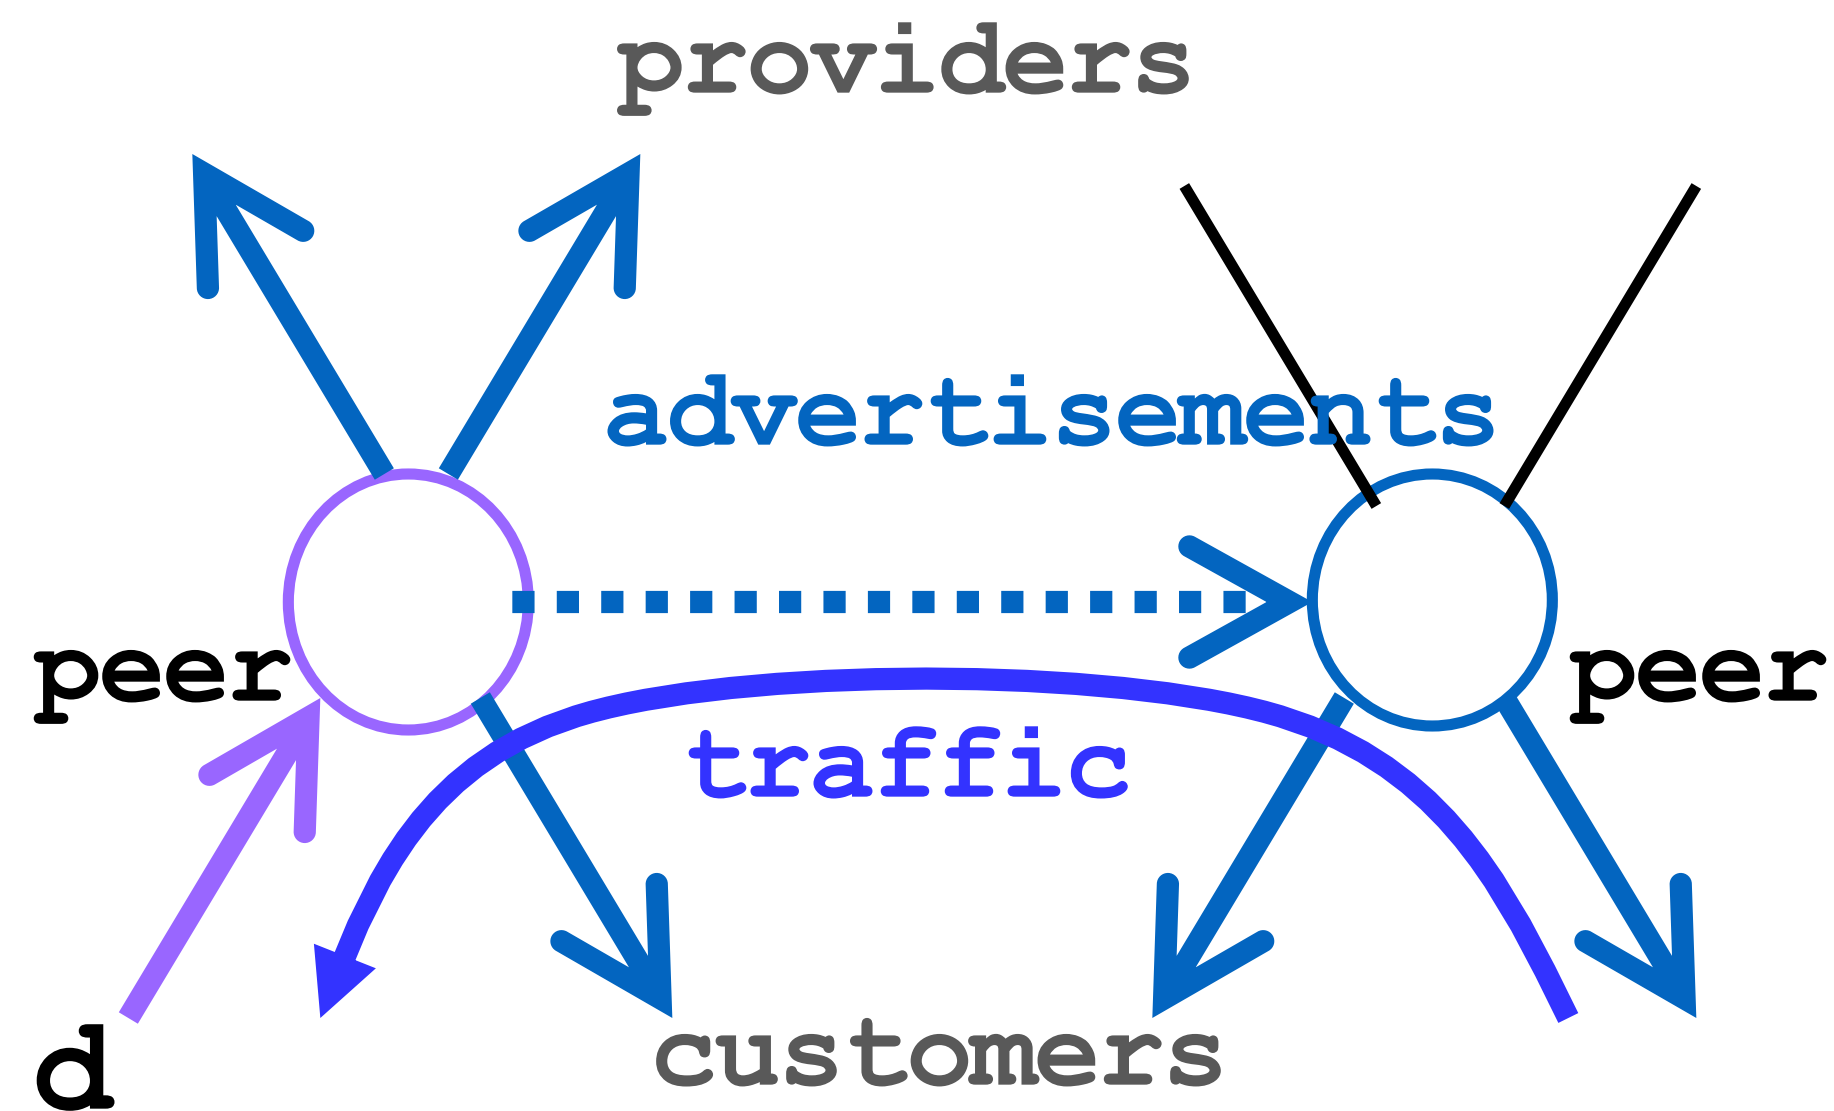 providers
advertisements
peer
peer
traffic
customers
d